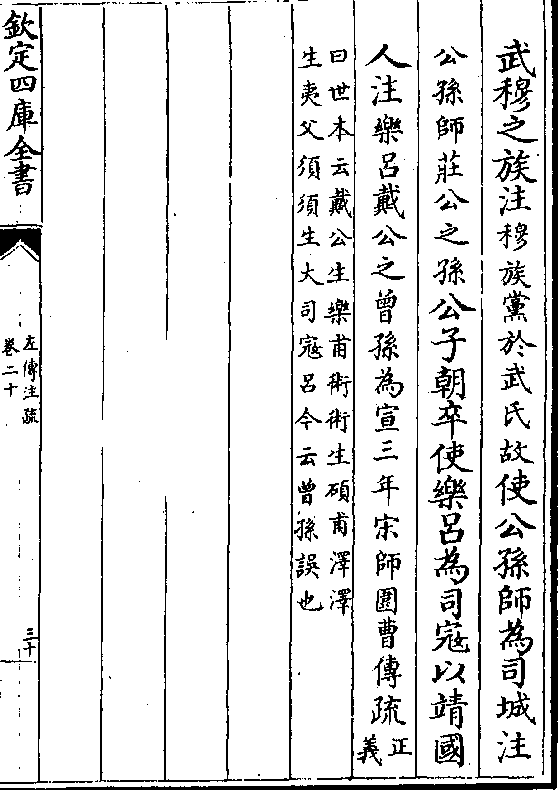 武穆之族注穆族黨於武氏故使公孫師為司城注
公孫師莊公之孫公子朝卒使樂呂為司寇以靖國
人注樂呂戴公之曾孫為宣三年宋師圍曹傳疏正義
曰世本云戴公生樂甫術術生碩甫澤澤
生夷父須須生大司寇呂今云曾孫誤也
欽定四庫全書
左傳注疏
卷二十
三十